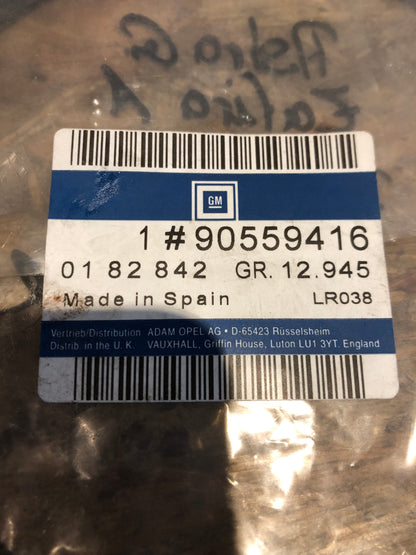 Astra G
Zafira A
GM
1 #90559416
01 82 842 GR. 12.945
Made in Spain LR038
Vertrieb/Distribution ADAM OPEL AG • D-65423 Rüsselsheim
Distrib. in the U. K. VAUXHALL, Griffin House, Luton LU1 3YT. England